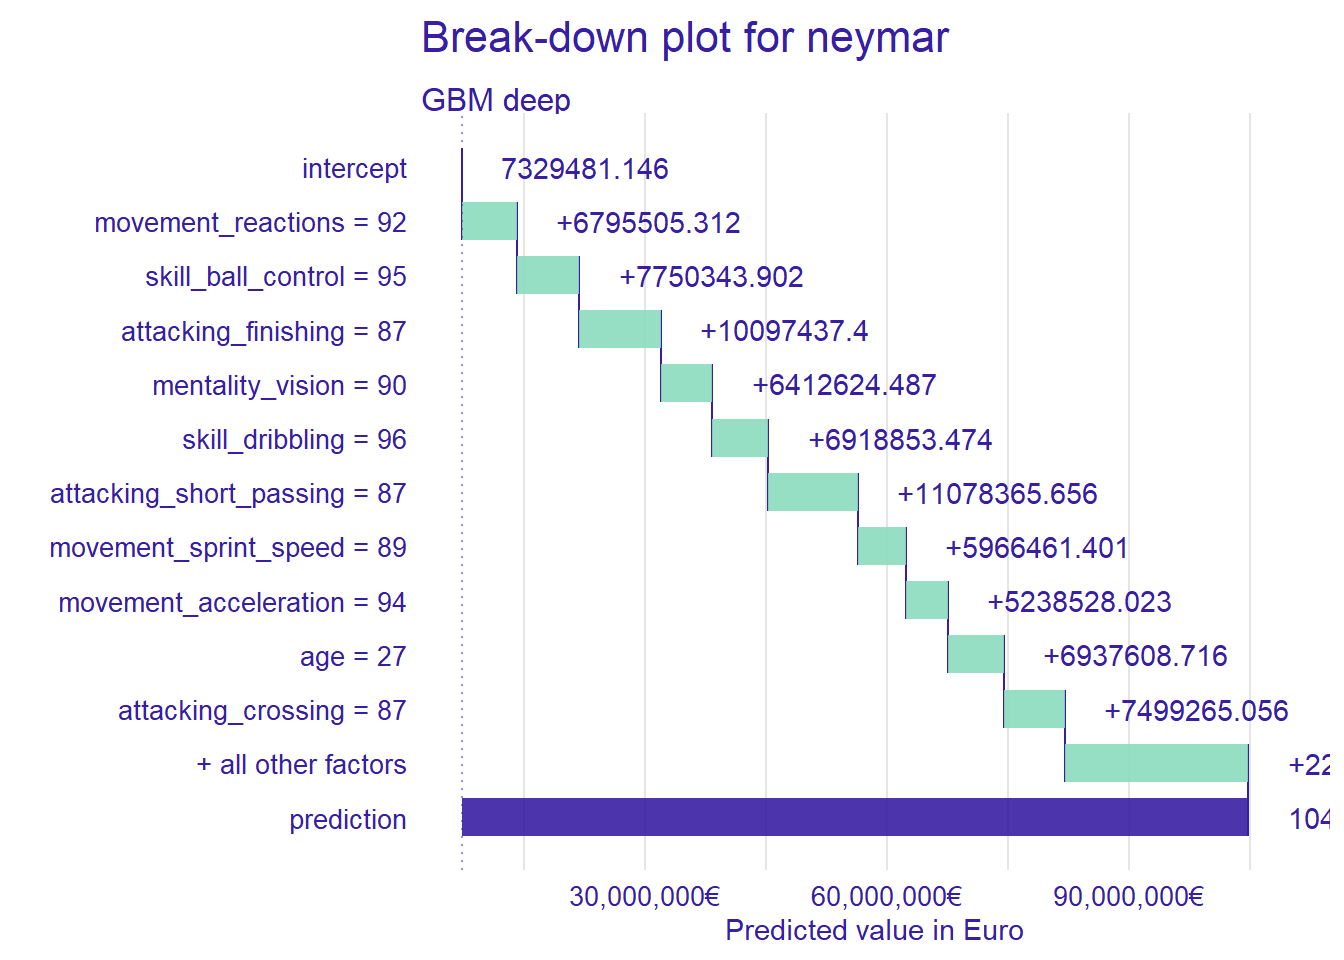 Break-down plot for neymar
GBM deep
intercept 7329481.146
movement_reactions = 92 +6795505.312
skill_ball_control = 95 +7750343.902
attacking_finishing = 87 +10097437.4
mentality_vision = 90 +6412624.487
skill_dribbling = 96 +6918853.474
attacking_short_passing = 87 +11078365.656
movement_sprint_speed = 89 +5966461.401
movement_acceleration = 94 +5238528.023
age = 27 +6937608.716
attacking_crossing = 87 +7499265.056
+ all other factors +22
prediction 104
30,000,000€ 60,000,000€ 90,000,000€
Predicted value in Euro